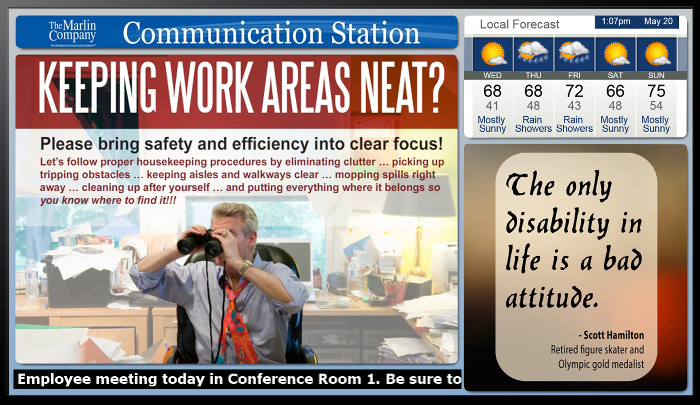 The Marlin
Company
Communication Station
KEEPING WORK AREAS NEAT?
Please bring safety and efficiency into clear focus!
Let's follow proper housekeeping procedures by eliminating clutter ... picking up
tripping obstacles ... keeping aisles and walkways clear ... mopping spills right
away ... cleaning up after yourself ... and putting everything where it belongs so
you know where to find it!!!
Employee meeting today in Conference Room 1. Be sure to
Local Forecast
1:07pm May 20
WED THU FRI SAT SUN
68 68 72 66 75
41 48 43 48 54
Mostly Rain Rain Mostly Mostly
Sunny Showers Showers Sunny Sunny
The only
disability in
life is a bad
attitude.
- Scott Hamilton
Retired figure skater and
Olympic gold medalist